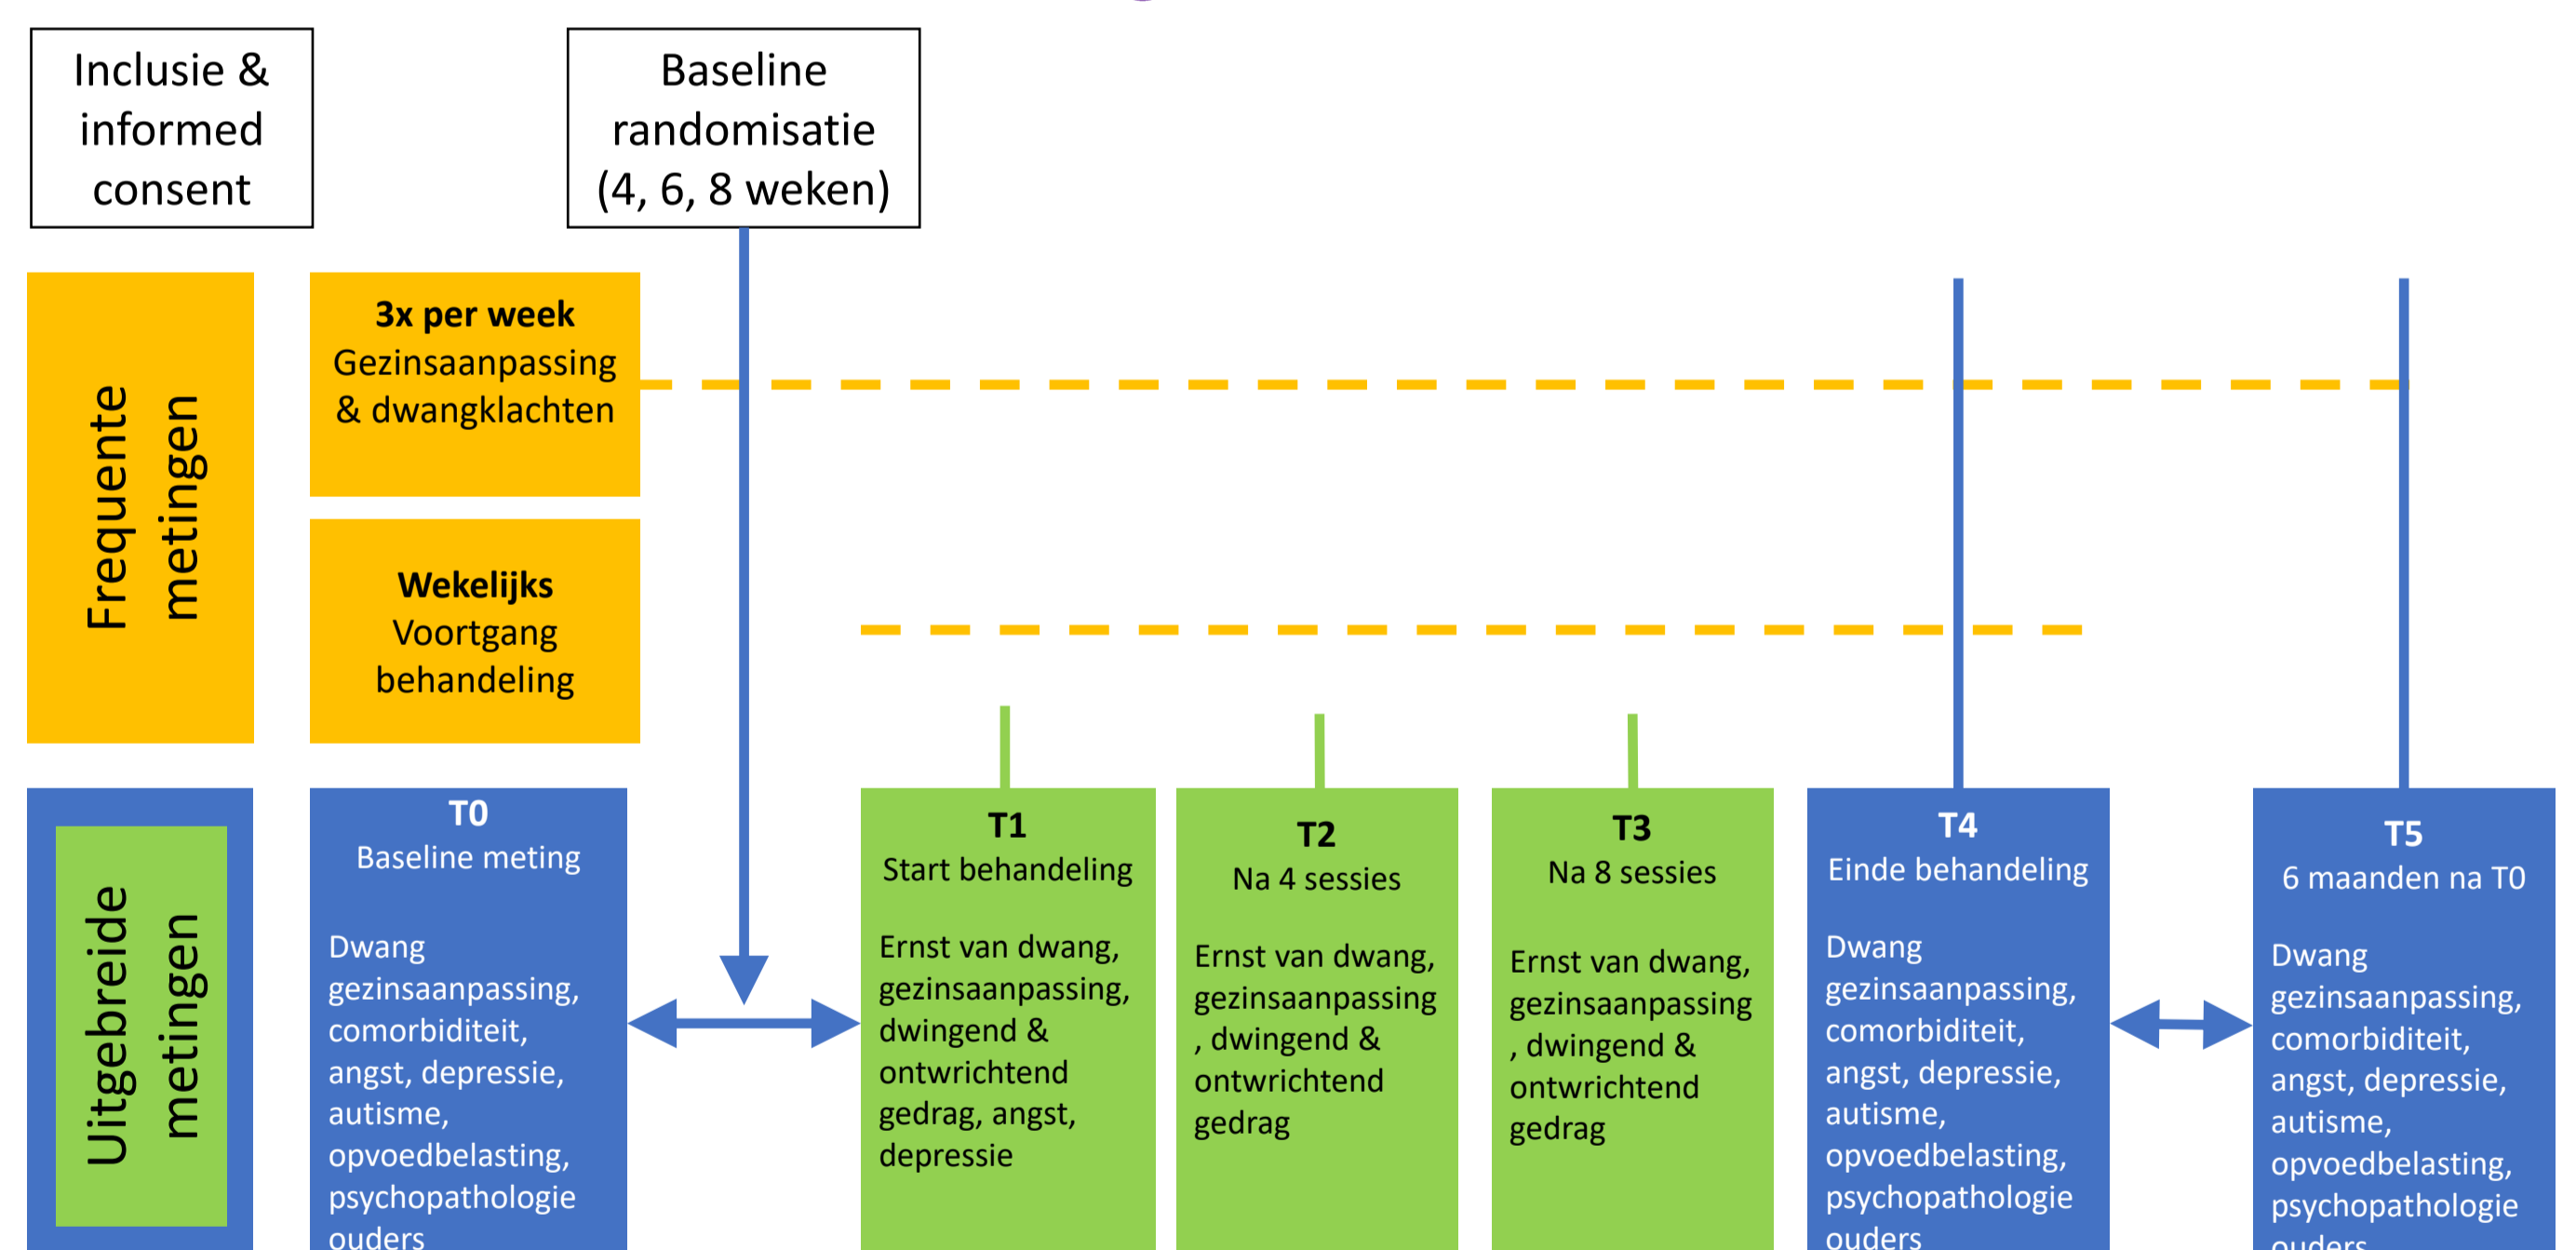 Inclusie &
informed
consent
Baseline
randomisatie
(4, 6, 8 weken)
Frequente
metingen
3x per week
Gezinsaanpassing
& dwangklachten
Wekelijks
Voortgang
behandeling
Uitgebreide
metingen
T0
Baseline meting
Dwang
gezinsaanpassing,
comorbiditeit,
angst, depressie,
autisme,
opvoedbelasting,
psychopathologie
ouders
T1
Start behandeling
Ernst van dwang,
gezinsaanpassing,
dwingend &
ontwrichtend
gedrag, angst,
depressie
T2
Na 4 sessies
Ernst van dwang,
gezinsaanpassing
, dwingend &
ontwrichtend
gedrag
T3
Na 8 sessies
Ernst van dwang,
gezinsaanpassing
, dwingend &
ontwrichtend
gedrag
T4
Einde behandeling
Dwang
gezinsaanpassing,
comorbiditeit,
angst, depressie,
autisme,
opvoedbelasting,
psychopathologie
ouders
T5
6 maanden na T0
Dwang
gezinsaanpassing,
comorbiditeit,
angst, depressie,
autisme,
opvoedbelasting,
psychopathologie
ouders